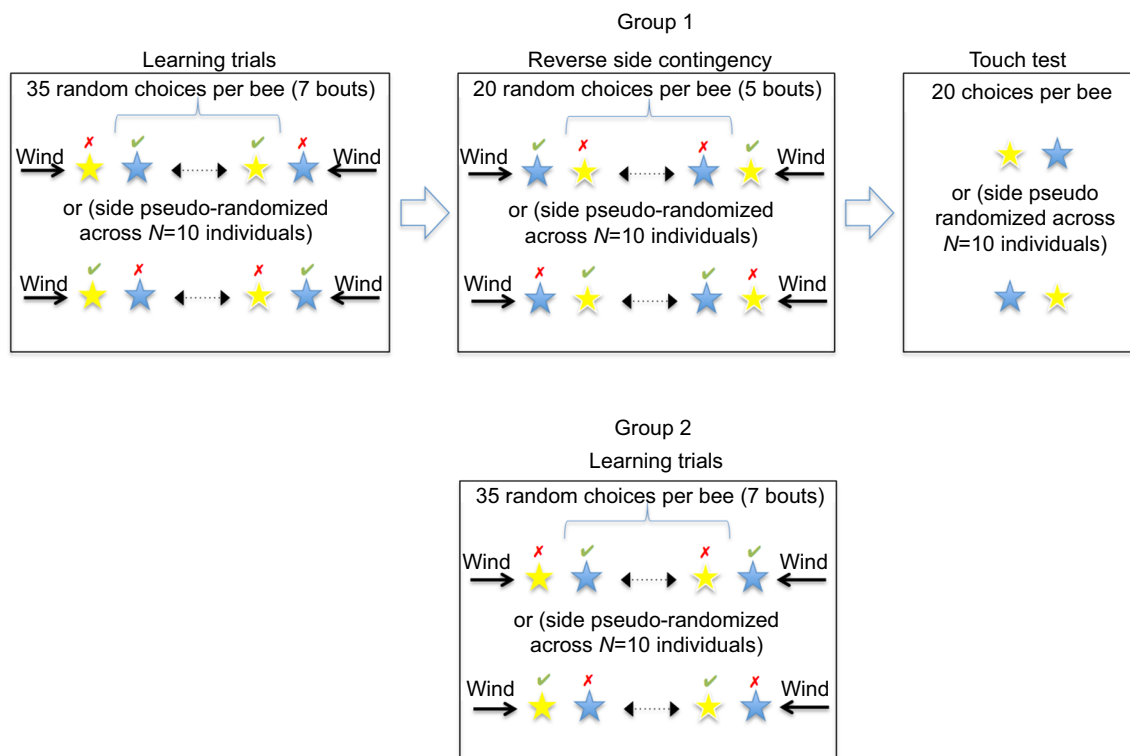 Group 1
Learning trials
35 random choices per bee (7 bouts)
✗ ✓ ✓ ✗
Wind Wind
or (side pseudo-randomized
across N=10 individuals)
✓ ✗ ✗ ✓
Wind Wind
Reverse side contingency
20 random choices per bee (5 bouts)
✓ ✗ ✗ ✓
Wind Wind
or (side pseudo-randomized
across N=10 individuals)
✗ ✓ ✓ ✗
Wind Wind
Touch test
20 choices per bee
or (side pseudo
randomized across
N=10 individuals)
Group 2
Learning trials
35 random choices per bee (7 bouts)
✗ ✓ ✗ ✓
Wind Wind
or (side pseudo-randomized
across N=10 individuals)
✓ ✗ ✓ ✗
Wind Wind